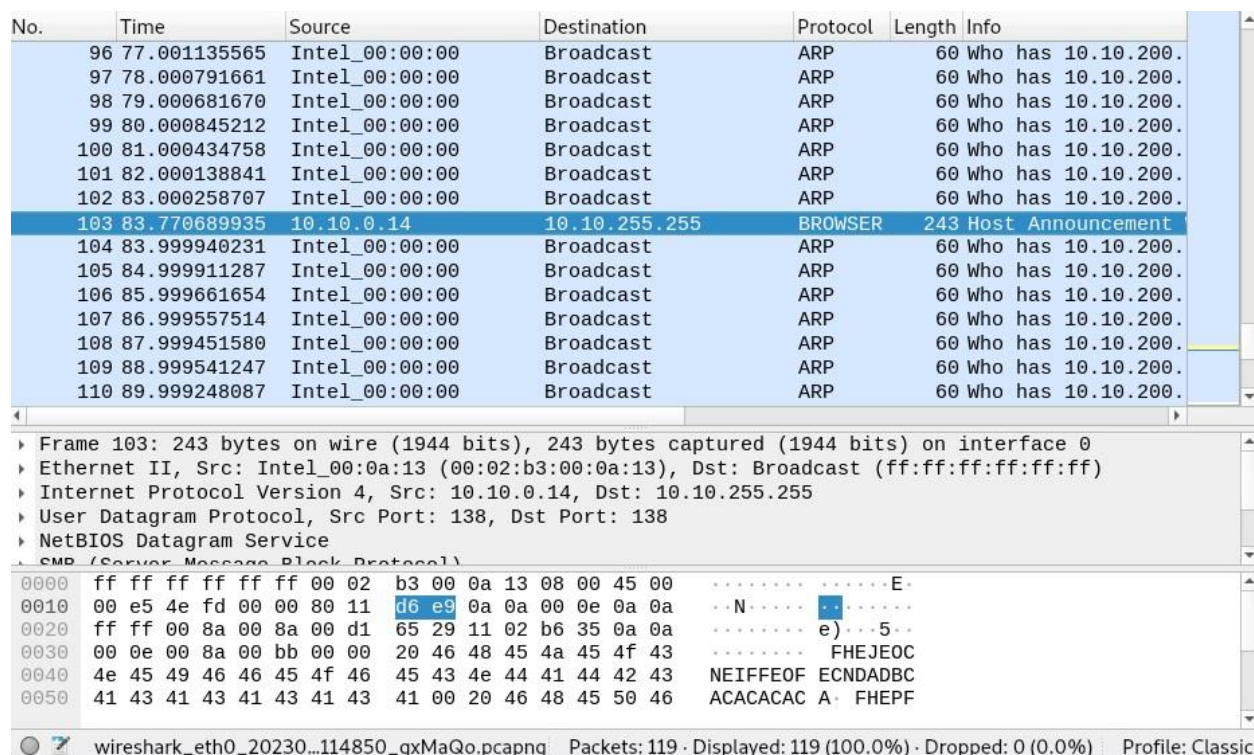 No. Time Source Destination Protocol Length Info
96 77.001135565 Intel_00:00:00 Broadcast ARP 60 Who has 10.10.200.
97 78.000791661 Intel_00:00:00 Broadcast ARP 60 Who has 10.10.200.
98 79.000681670 Intel_00:00:00 Broadcast ARP 60 Who has 10.10.200.
99 80.000845212 Intel_00:00:00 Broadcast ARP 60 Who has 10.10.200.
100 81.000434758 Intel_00:00:00 Broadcast ARP 60 Who has 10.10.200.
101 82.000138841 Intel_00:00:00 Broadcast ARP 60 Who has 10.10.200.
102 83.000258707 Intel_00:00:00 Broadcast ARP 60 Who has 10.10.200.
103 83.770689935 10.10.0.14 10.10.255.255 BROWSER 243 Host Announcement
104 83.999940231 Intel_00:00:00 Broadcast ARP 60 Who has 10.10.200.
105 84.999911287 Intel_00:00:00 Broadcast ARP 60 Who has 10.10.200.
106 85.999661654 Intel_00:00:00 Broadcast ARP 60 Who has 10.10.200.
107 86.999557514 Intel_00:00:00 Broadcast ARP 60 Who has 10.10.200.
108 87.999451580 Intel_00:00:00 Broadcast ARP 60 Who has 10.10.200.
109 88.999541247 Intel_00:00:00 Broadcast ARP 60 Who has 10.10.200.
110 89.999248087 Intel_00:00:00 Broadcast ARP 60 Who has 10.10.200.
Frame 103: 243 bytes on wire (1944 bits), 243 bytes captured (1944 bits) on interface 0
Ethernet II, Src: Intel_00:0a:13 (00:02:b3:00:0a:13), Dst: Broadcast (ff:ff:ff:ff:ff:ff)
Internet Protocol Version 4, Src: 10.10.0.14, Dst: 10.10.255.255
User Datagram Protocol, Src Port: 138, Dst Port: 138
NetBIOS Datagram Service
SMB (Server Message Block Protocol)
0000 ff ff ff ff ff ff 00 02 b3 00 0a 13 08 00 45 00 ········ ······E·
0010 00 e5 4e fd 00 00 80 11 d6 e9 0a 0a 00 0e 0a 0a ··N····· ········
0020 ff ff 00 8a 00 8a 00 d1 65 29 11 02 b6 35 0a 0a ········ e)···5··
0030 00 0e 00 8a 00 bb 00 00 20 46 48 45 4a 45 4f 43 ········ FHEJEOC
0040 4e 45 49 46 46 45 4f 46 45 43 4e 44 41 44 42 43 NEIFFEOF ECNDADBC
0050 41 43 41 43 41 43 41 43 41 00 20 46 48 45 50 46 ACACACAC A· FHEPF
wireshark_eth0_20230...114850_qxMaQo.pcapng Packets: 119 · Displayed: 119 (100.0%) · Dropped: 0 (0.0%) Profile: Classic